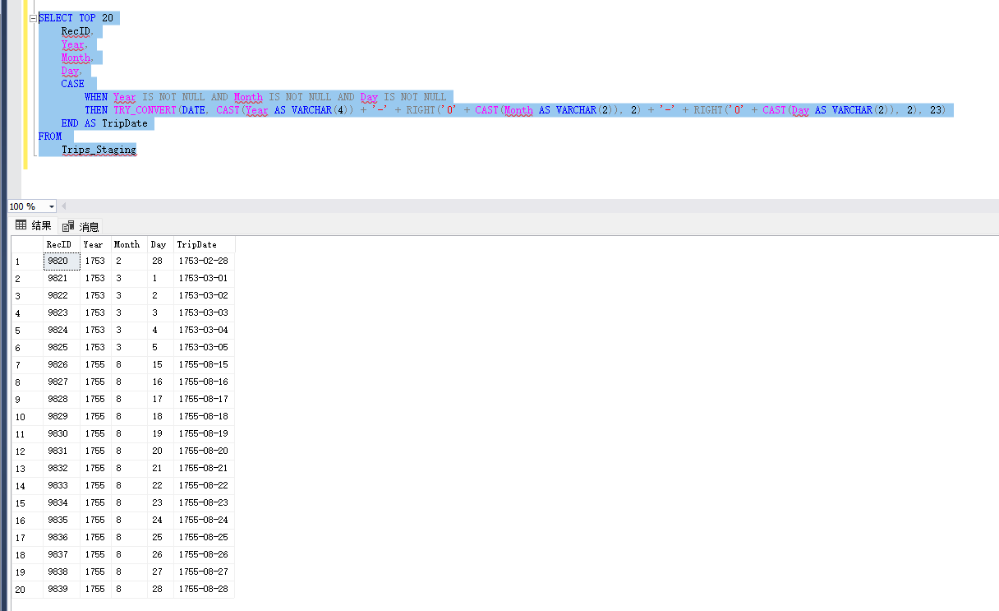 SELECT TOP 20
RecID,
Year,
Month,
Day,
CASE
WHEN Year IS NOT NULL AND Month IS NOT NULL AND Day IS NOT NULL
THEN TRY_CONVERT(DATE, CAST(Year AS VARCHAR(4)) + '-' + RIGHT('0' + CAST(Month AS VARCHAR(2)), 2) + '-' + RIGHT('0' + CAST(Day AS VARCHAR(2)), 2), 23)
END AS TripDate
FROM
Trips_Staging
100 %
结果 消息
RecID Year Month Day TripDate
1 9820 1753 2 28 1753-02-28
2 9821 1753 3 1 1753-03-01
3 9822 1753 3 2 1753-03-02
4 9823 1753 3 3 1753-03-03
5 9824 1753 3 4 1753-03-04
6 9825 1753 3 5 1753-03-05
7 9826 1755 8 15 1755-08-15
8 9827 1755 8 16 1755-08-16
9 9828 1755 8 17 1755-08-17
10 9829 1755 8 18 1755-08-18
11 9830 1755 8 19 1755-08-19
12 9831 1755 8 20 1755-08-20
13 9832 1755 8 21 1755-08-21
14 9833 1755 8 22 1755-08-22
15 9834 1755 8 23 1755-08-23
16 9835 1755 8 24 1755-08-24
17 9836 1755 8 25 1755-08-25
18 9837 1755 8 26 1755-08-26
19 9838 1755 8 27 1755-08-27
20 9839 1755 8 28 1755-08-28